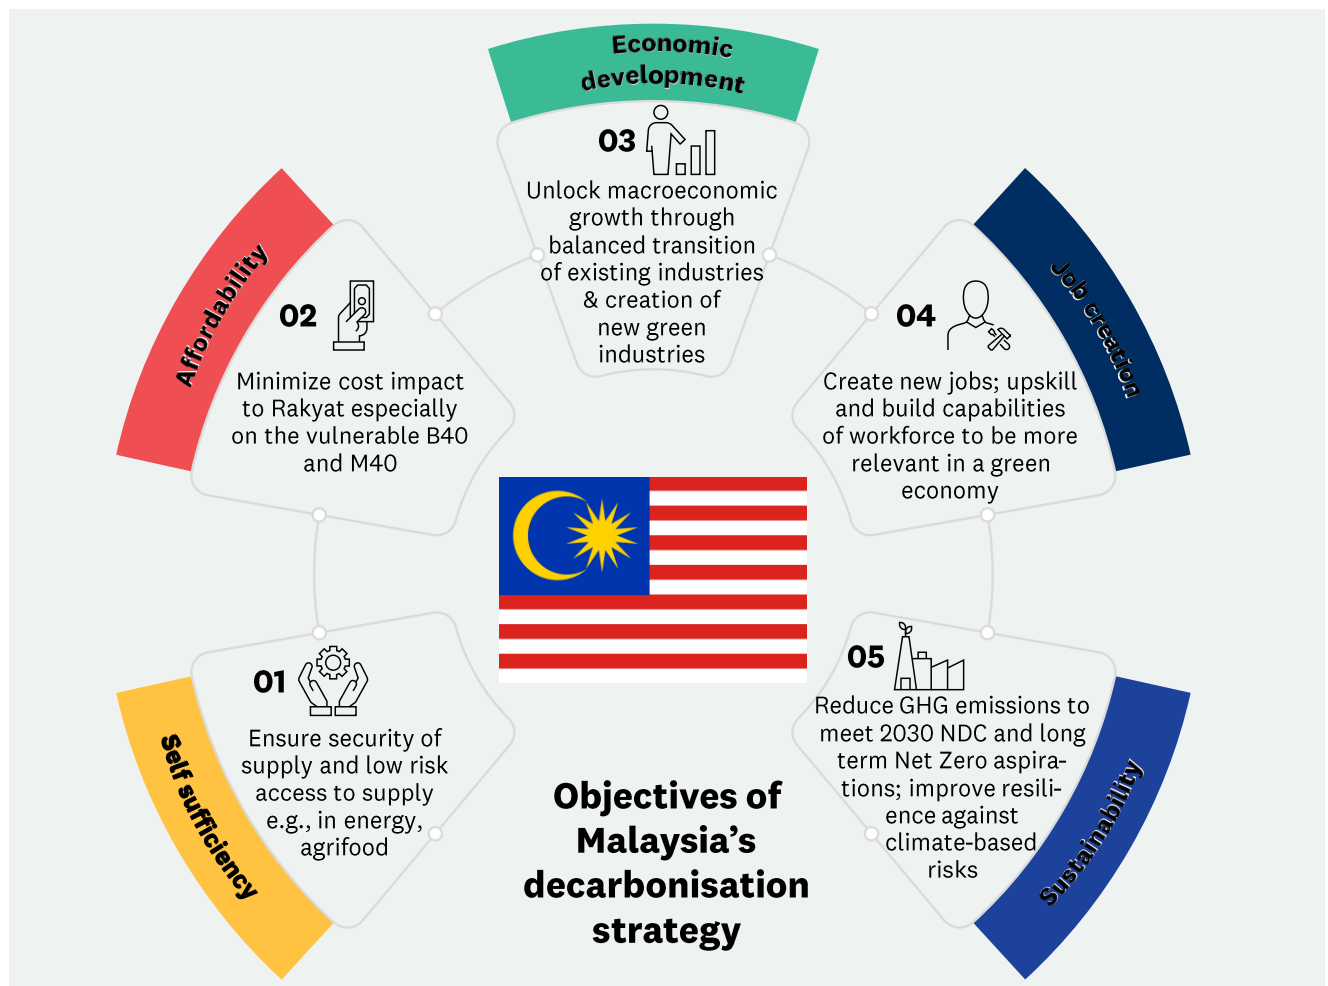 Economic
development
03
Unlock macroeconomic
growth through
balanced transition
of existing industries
& creation of
new green
industries
Affordability
02
Minimize cost impact
to Rakyat especially
on the vulnerable B40
and M40
Job creation
04
Create new jobs; upskill
and build capabilities
of workforce to be more
relevant in a green
economy
Self sufficiency
01
Ensure security of
supply and low risk
access to supply
e.g., in energy,
agrifood
Sustainability
05
Reduce GHG emissions to
meet 2030 NDC and long
term Net Zero aspira-
tions; improve resili-
ence against
climate-based
risks
Objectives of
Malaysia’s
decarbonisation
strategy